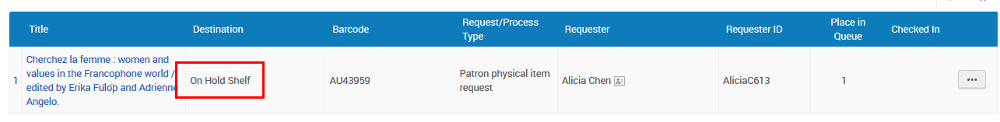 Title
Destination
Barcode
Request/Process
Type
Requester
Requester ID
Place in
Queue
Checked In
1
Cherchez la femme : women and
values in the Francophone world /
edited by Erika Fülöp and Adrienne
Angelo.
On Hold Shelf
AU43959
Patron physical item
request
Alicia Chen
AliciaC613
1